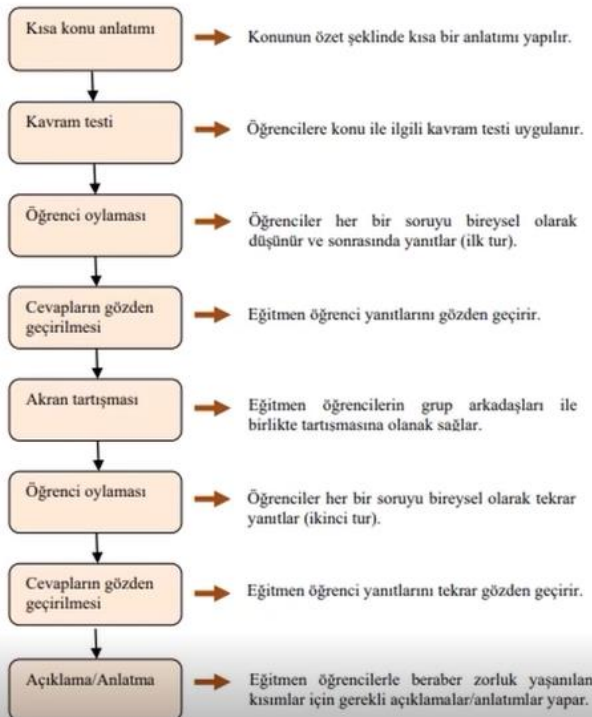 Kısa konu anlatımı
Konunun özet şeklinde kısa bir anlatımı yapılır.
Kavram testi
Öğrencilere konu ile ilgili kavram testi uygulanır.
Öğrenci oylaması
Öğrenciler her bir soruyu bireysel olarak
düşünür ve sonrasında yanıtlar (ilk tur).
Cevapların gözden
geçirilmesi
Eğitmen öğrenci yanıtlarını gözden geçirir.
Akran tartışması
Eğitmen öğrencilerin grup arkadaşları ile
birlikte tartışmasına olanak sağlar.
Öğrenci oylaması
Öğrenciler her bir soruyu bireysel olarak tekrar
yanıtlar (ikinci tur).
Cevapların gözden
geçirilmesi
Eğitmen öğrenci yanıtlarını tekrar gözden geçirir.
Açıklama/Anlatma
Eğitmen öğrencilerle beraber zorluk yaşanılan
kısımlar için gerekli açıklamalar/anlatımlar yapar.